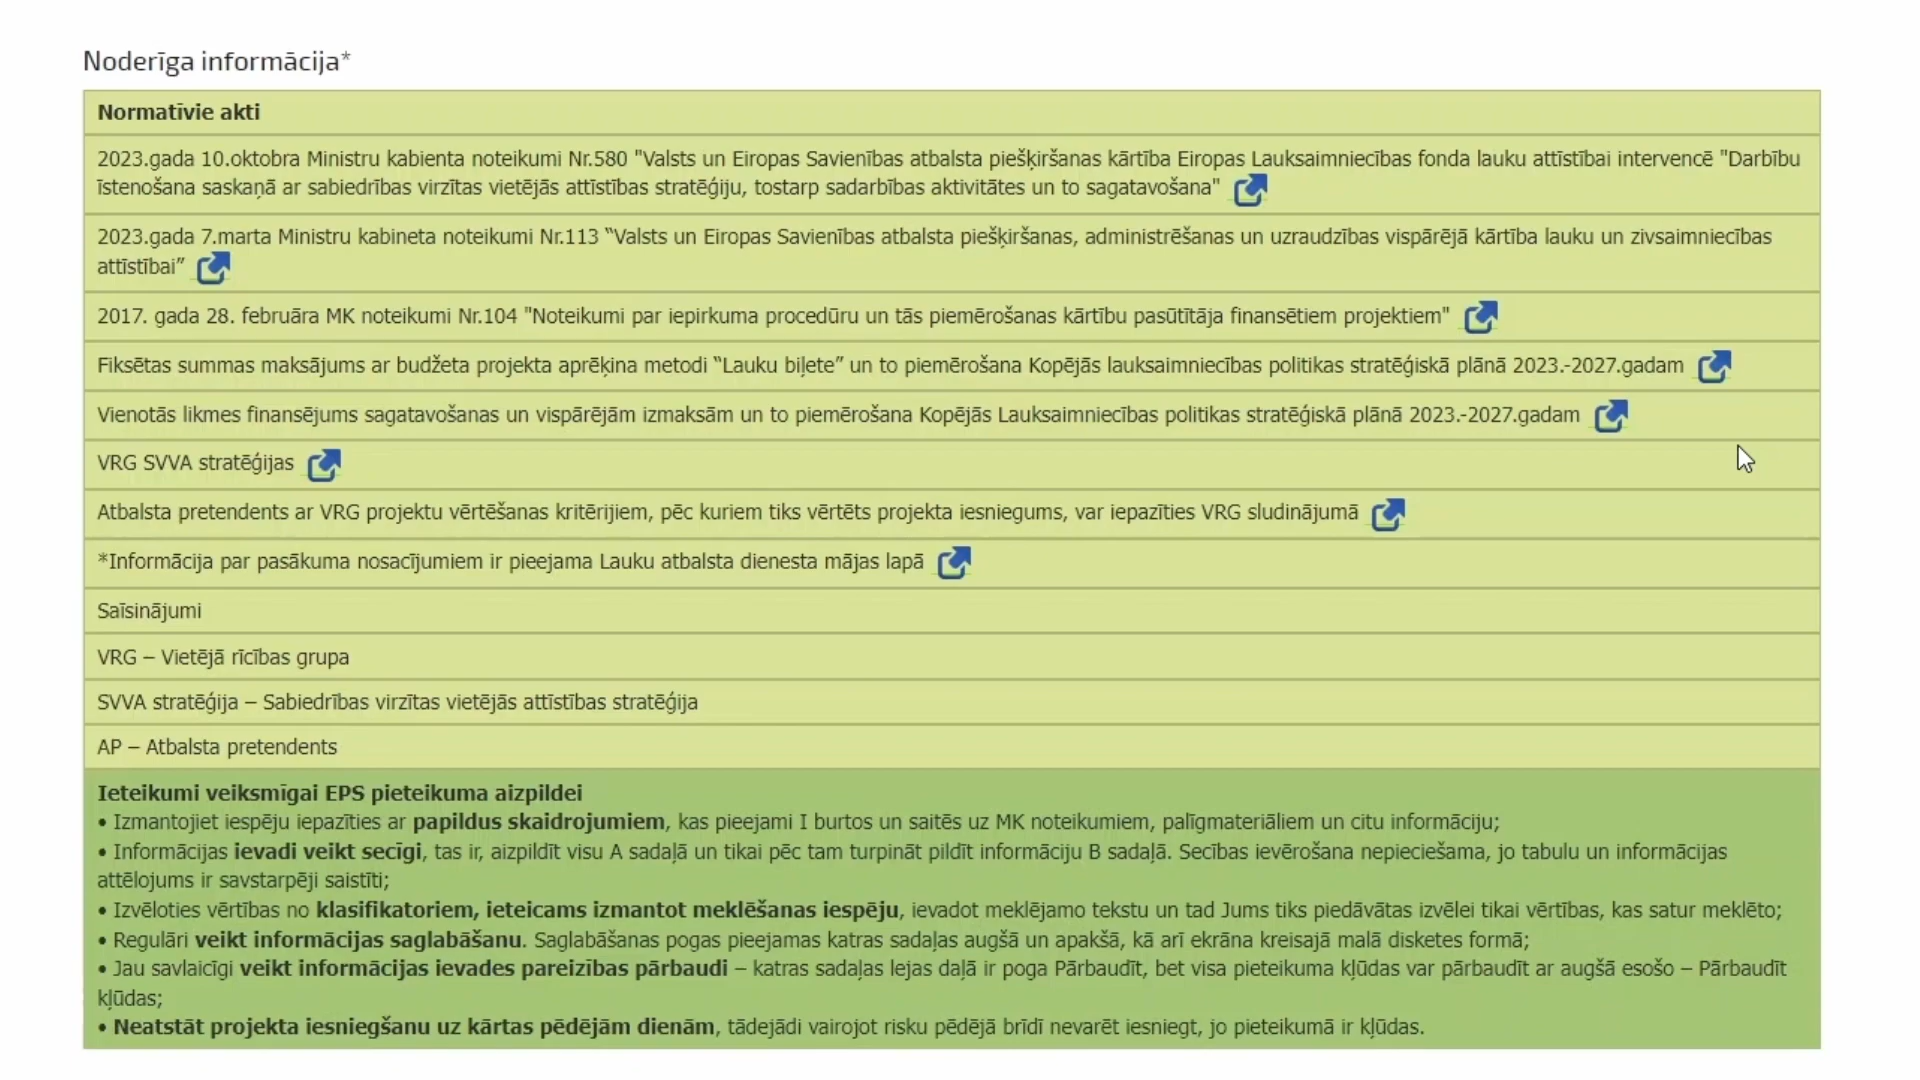 Noderīga informācija*
Normatīvie akti
2023.gada 10.oktobra Ministru kabienta noteikumi Nr.580 "Valsts un Eiropas Savienības atbalsta piešķiršanas kārtība Eiropas Lauksaimniecības fonda lauku attīstībai intervencē "Darbību
īstenošana saskaņā ar sabiedrības virzītas vietējās attīstības stratēģiju, tostarp sadarbības aktivitātes un to sagatavošana"
2023.gada 7.marta Ministru kabineta noteikumi Nr.113 “Valsts un Eiropas Savienības atbalsta piešķiršanas, administrēšanas un uzraudzības vispārējā kārtība lauku un zivsaimniecības
attīstībai”
2017. gada 28. februāra MK noteikumi Nr.104 "Noteikumi par iepirkuma procedūru un tās piemērošanas kārtību pasūtītāja finansētiem projektiem"
Fiksētas summas maksājums ar budžeta projekta aprēķina metodi “Lauku biļete” un to piemērošana Kopējās lauksaimniecības politikas stratēģiskā plānā 2023.-2027.gadam
Vienotās likmes finansējums sagatavošanas un vispārējām izmaksām un to piemērošana Kopējās Lauksaimniecības politikas stratēģiskā plānā 2023.-2027.gadam
VRG SVVA stratēģijas
Atbalsta pretendents ar VRG projektu vērtēšanas kritērijiem, pēc kuriem tiks vērtēts projekta iesniegums, var iepazīties VRG sludinājumā
*Informācija par pasākuma nosacījumiem ir pieejama Lauku atbalsta dienesta mājas lapā
Saīsinājumi
VRG – Vietējā rīcības grupa
SVVA stratēģija – Sabiedrības virzītas vietējās attīstības stratēģija
AP – Atbalsta pretendents
Ieteikumi veiksmīgai EPS pieteikuma aizpildei
• Izmantojiet iespēju iepazīties ar papildus skaidrojumiem, kas pieejami I burtos un saitēs uz MK noteikumiem, palīgmateriāliem un citu informāciju;
• Informācijas ievadi veikt secīgi, tas ir, aizpildīt visu A sadaļā un tikai pēc tam turpināt pildīt informāciju B sadaļā. Secības ievērošana nepieciešama, jo tabulu un informācijas
attēlojums ir savstarpēji saistīti;
• Izvēloties vērtības no klasifikatoriem, ieteicams izmantot meklēšanas iespēju, ievadot meklējamo tekstu un tad Jums tiks piedāvātas izvēlei tikai vērtības, kas satur meklēto;
• Regulāri veikt informācijas saglabāšanu. Saglabāšanas pogas pieejamas katras sadaļas augšā un apakšā, kā arī ekrāna kreisajā malā disketes formā;
• Jau savlaicīgi veikt informācijas ievades pareizības pārbaudi – katras sadaļas lejas daļā ir poga Pārbaudīt, bet visa pieteikuma kļūdas var pārbaudīt ar augšā esošo – Pārbaudīt
kļūdas;
• Neatstāt projekta iesniegšanu uz kārtas pēdējām dienām, tādejādi vairojot risku pēdējā brīdī nevarēt iesniegt, jo pieteikumā ir kļūdas.